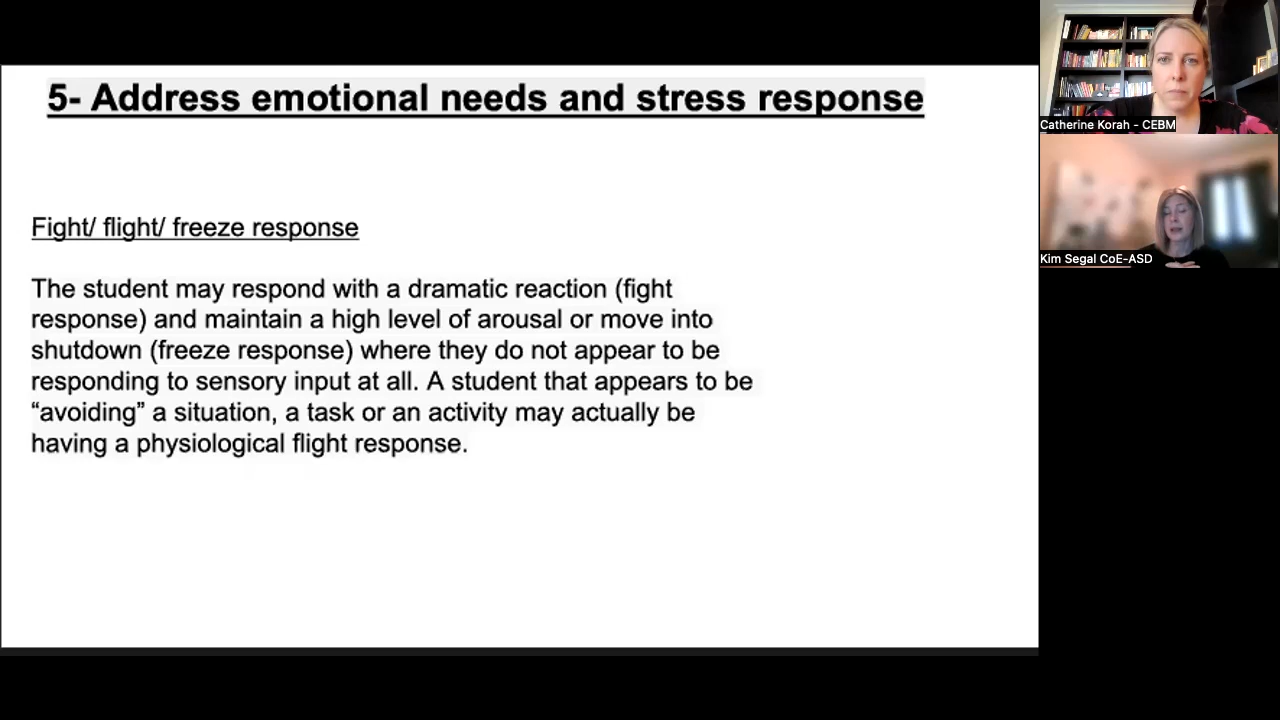 5- Address emotional needs and stress response
Fight/ flight/ freeze response
The student may respond with a dramatic reaction (fight
response) and maintain a high level of arousal or move into
shutdown (freeze response) where they do not appear to be
responding to sensory input at all. A student that appears to be
“avoiding” a situation, a task or an activity may actually be
having a physiological flight response.
Catherine Korah - CEBM
Kim Segal CoE-ASD